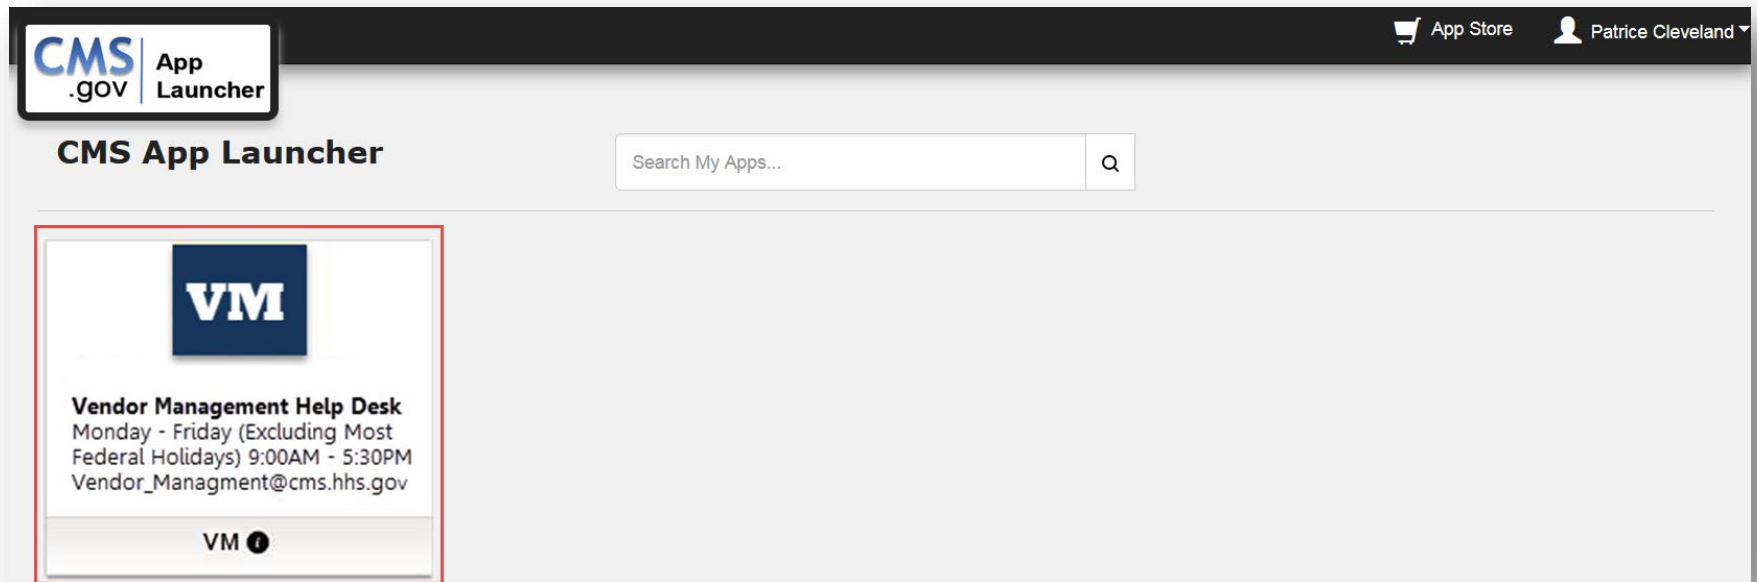 CMS .gov App Launcher
App Store
Patrice Cleveland
CMS App Launcher
Search My Apps...
VM
Vendor Management Help Desk
Monday - Friday (Excluding Most
Federal Holidays) 9:00AM - 5:30PM
Vendor_Managment@cms.hhs.gov
VM i